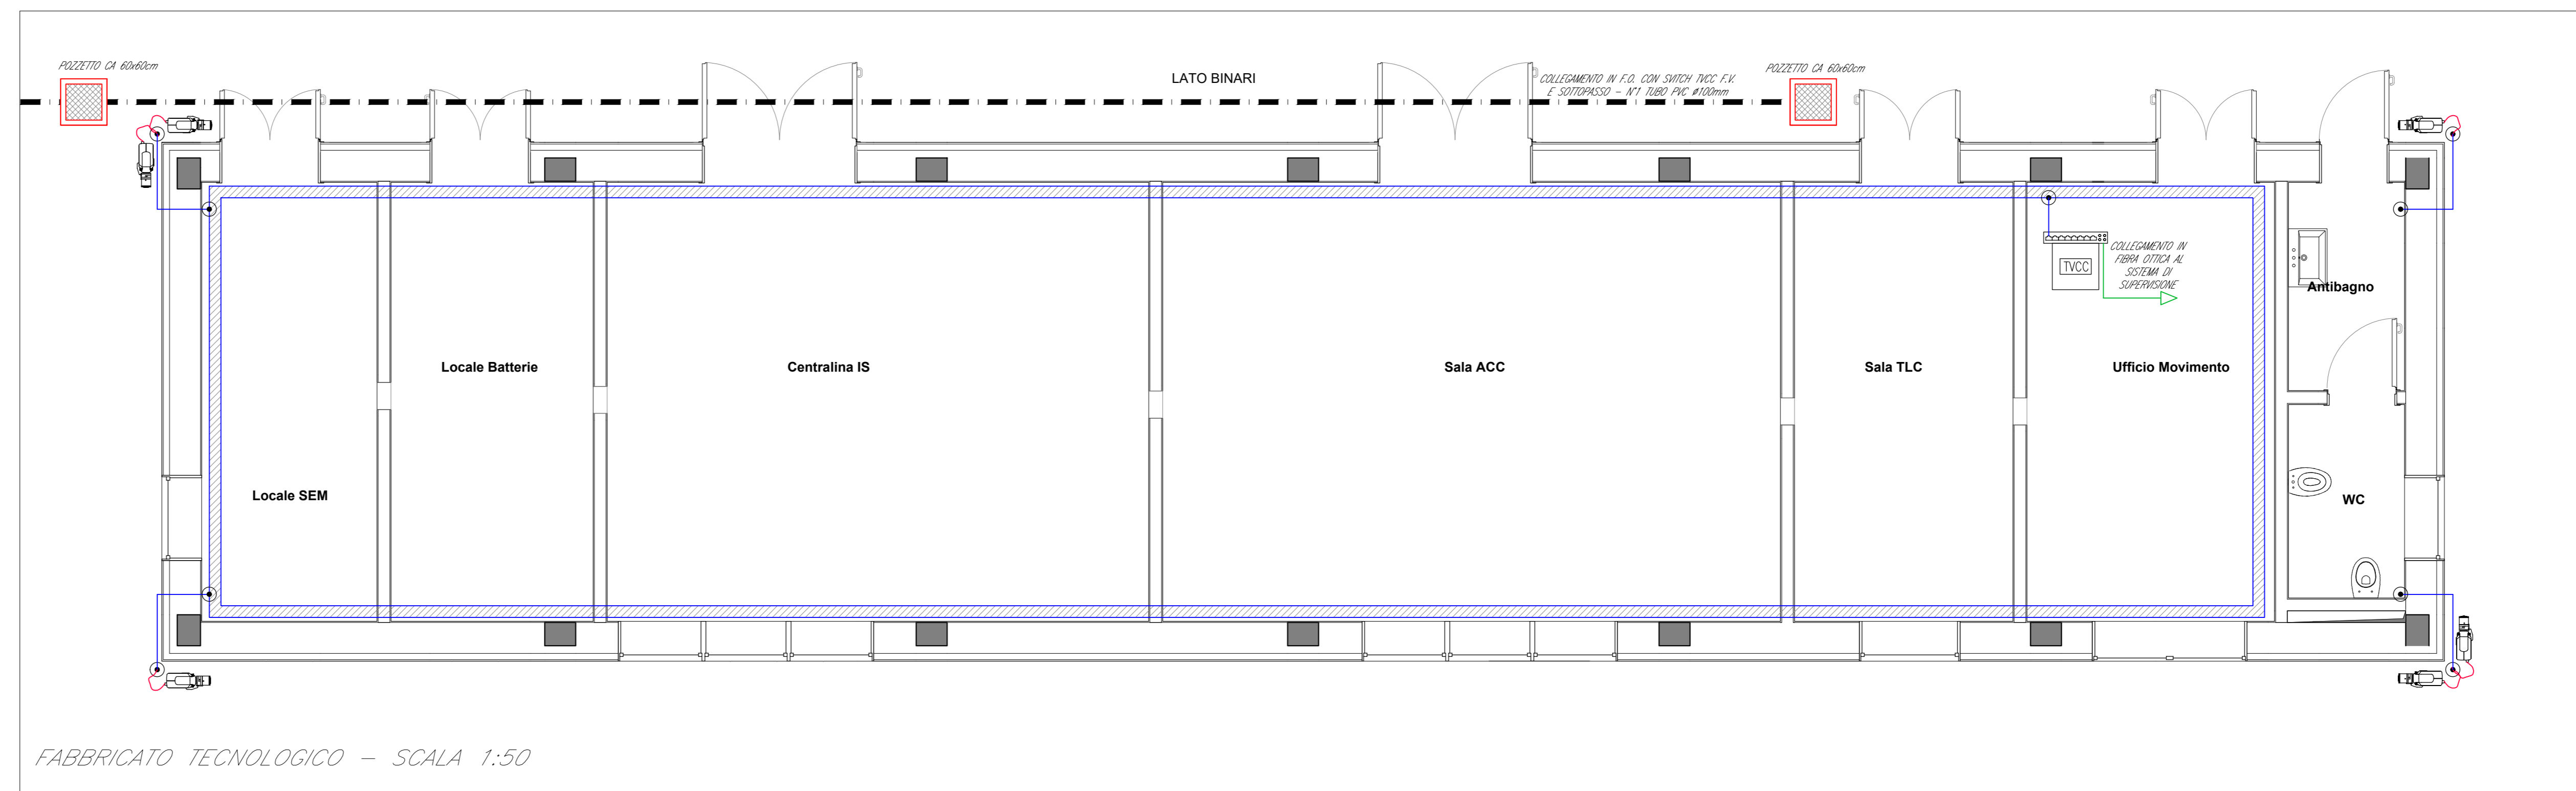 POZZETTO CA 60x60cm
LATO BINARI
COLLEGAMENTO IN F.O. CON SVITCH TVCC F.V.
E SOTTOPASSO - N°1 TUBO PVC Ø100mm
POZZETTO CA 60x60cm
TVCC
COLLEGAMENTO IN
FIBRA OTTICA AL
SISTEMA DI
SUPERVISIONE
Antibagno
Locale Batterie
Centralina IS
Sala ACC
Sala TLC
Ufficio Movimento
Locale SEM
WC
FABBRICATO TECNOLOGICO - SCALA 1:50